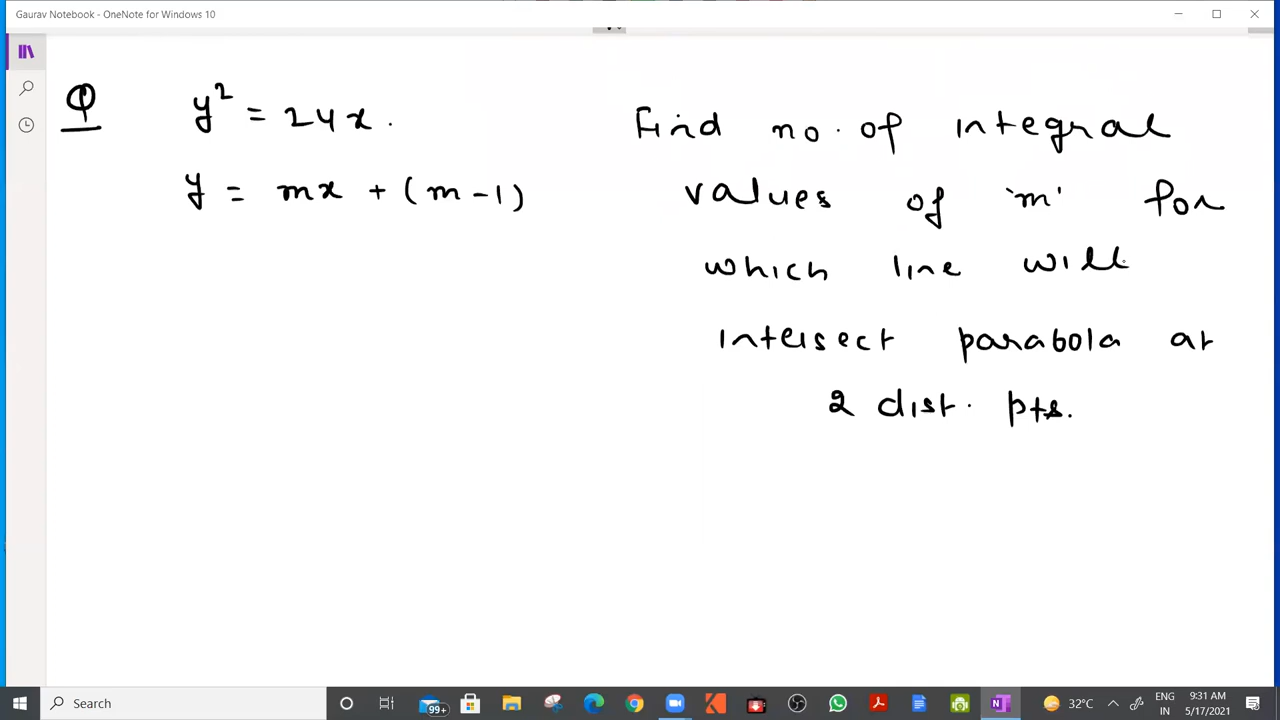 Gaurav Notebook - OneNote for Windows 10
Q y² = 24x.
y = mx + (m-1)
Find no. of integral
values of 'm' for
which line will
intersect parabola at
2 dist. pts.
Search
99+
32°C
ENG
IN
9:31 AM
5/17/2021